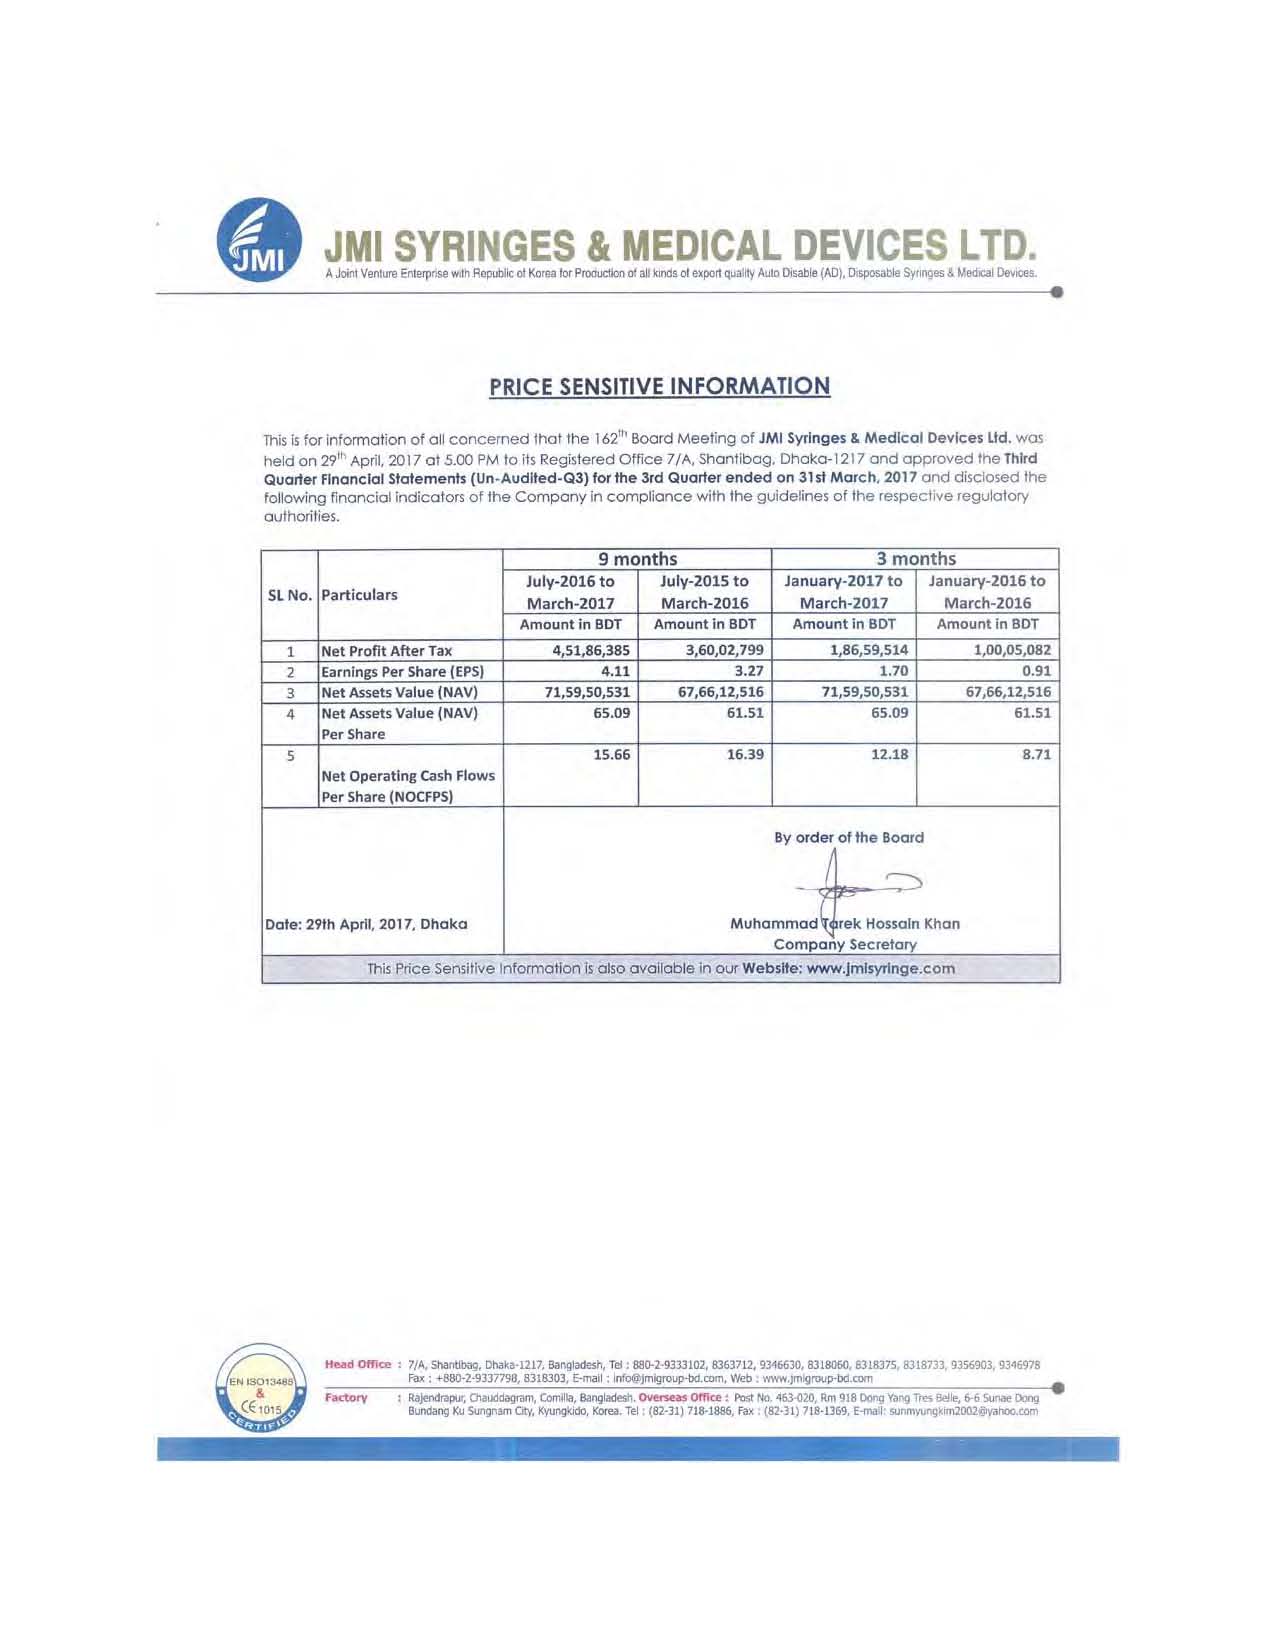 JMI
JMI SYRINGES & MEDICAL DEVICES LTD.
A Joint Venture Enterprise with Republic of Korea for Production of all kinds of export quality Auto Disable (AD), Disposable Syringes & Medical Devices.
PRICE SENSITIVE INFORMATION
This is for information of all concerned that the 162th Board Meeting of JMI Syringes & Medical Devices Ltd. was
held on 29th April, 2017 at 5.00 PM to its Registered Office 7/A, Shantibag, Dhaka-1217 and approved the Third
Quarter Financial Statements (Un-Audited-Q3) for the 3rd Quarter ended on 31st March, 2017 and disclosed the
following financial indicators of the Company in compliance with the guidelines of the respective regulatory
authorities.
9 months 3 months
SL No. Particulars July-2016 to March-2017 July-2015 to March-2016 January-2017 to March-2017 January-2016 to March-2016
Amount in BDT Amount in BDT Amount in BDT Amount in BDT
1 Net Profit After Tax 4,51,86,385 3,60,02,799 1,86,59,514 1,00,05,082
2 Earnings Per Share (EPS) 4.11 3.27 1.70 0.91
3 Net Assets Value (NAV) 71,59,50,531 67,66,12,516 71,59,50,531 67,66,12,516
4 Net Assets Value (NAV) 65.09 61.51 65.09 61.51
Per Share
5 15.66 16.39 12.18 8.71
Net Operating Cash Flows
Per Share (NOCFPS)
By order of the Board
Date: 29th April, 2017, Dhaka Muhammad Tarek Hossain Khan
Company Secretary
This Price Sensitive Information is also available in our Website: www.jmisyringe.com
EN ISO13485
&
CE 1015
CERTIFIED
Head Office : 7/A, Shantibag, Dhaka-1217, Bangladesh, Tel : 880-2-9333102, 8363712, 9346630, 8318060, 8318375, 8318733, 9356903, 9346978
Fax : +880-2-9337798, 8318303, E-mail : info@jmigroup-bd.com, Web : www.jmigroup-bd.com
Factory : Rajendrapur, Chauddagram, Comilla, Bangladesh. Overseas Office : Post No. 463-020, Rm 918 Dong Yang Tres Belle, 6-6 Sunae Dong
Bundang Ku Sungnam City, Kyungkido, Korea. Tel : (82-31) 718-1886, Fax : (82-31) 718-1369, E-mail: sunmyungkim2002@yahoo.com